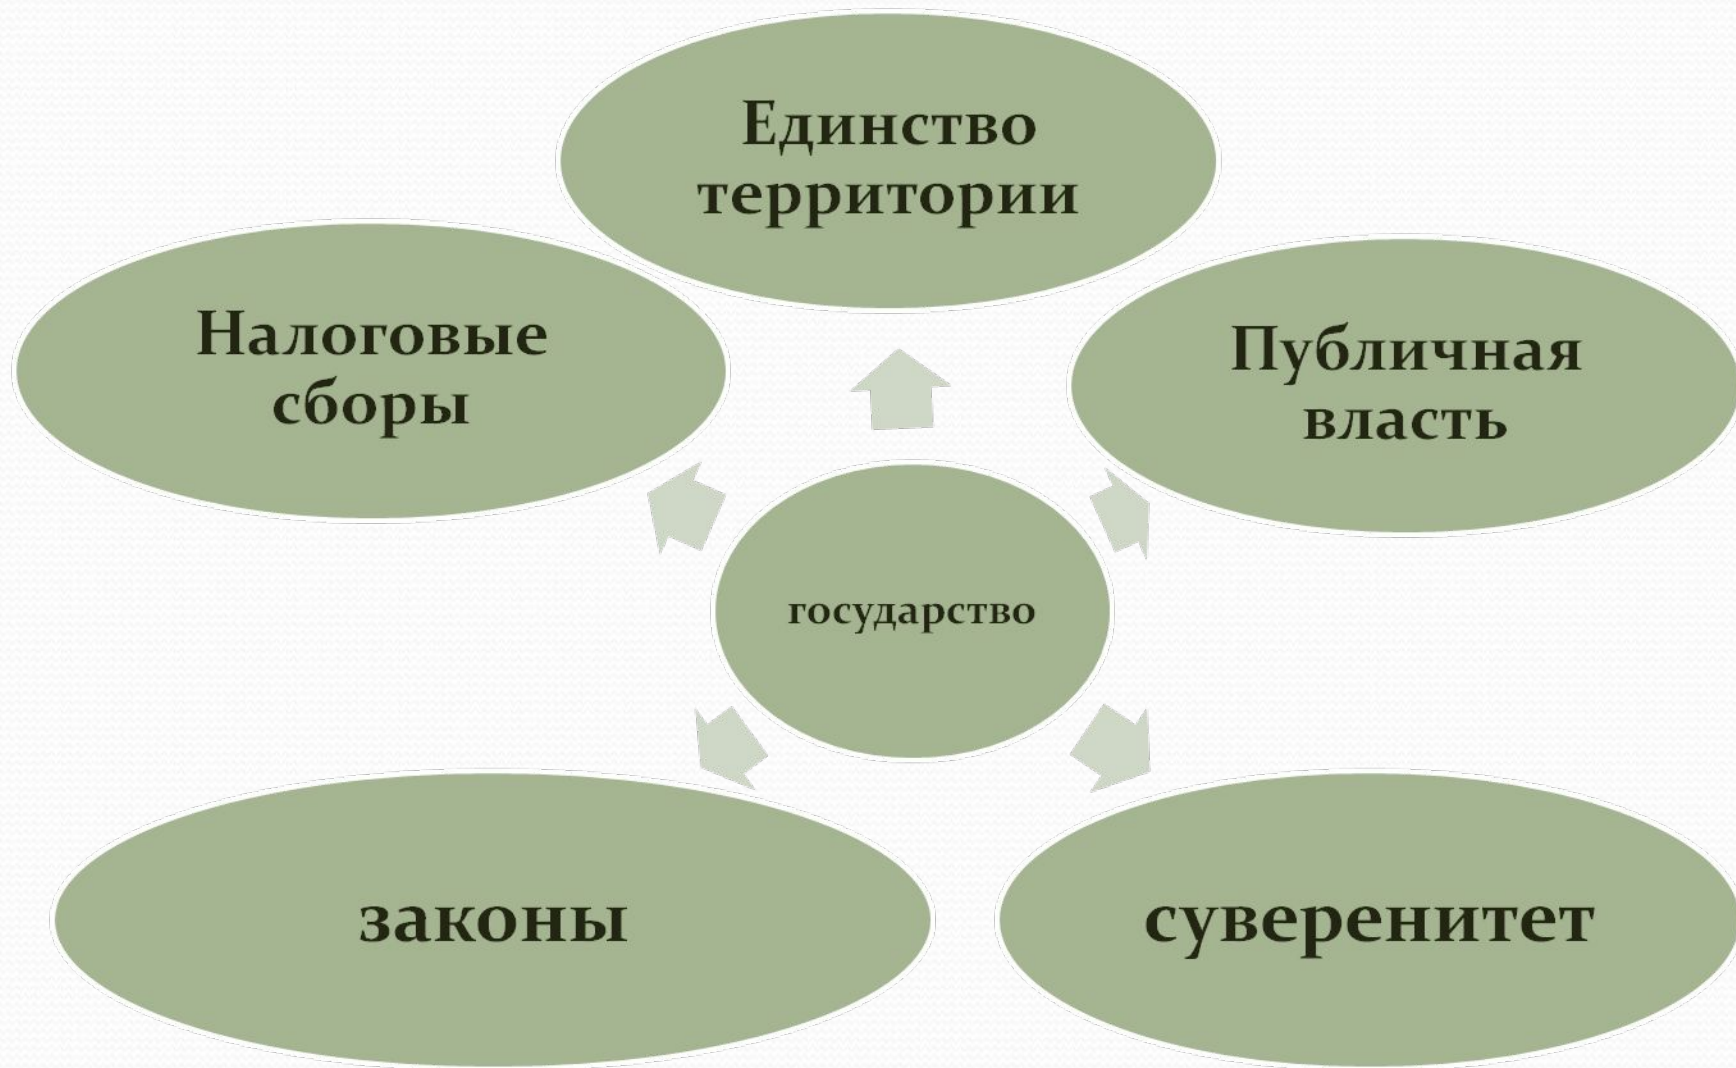 Единство
территории
Налоговые
сборы
Публичная
власть
государство
законы
суверенитет